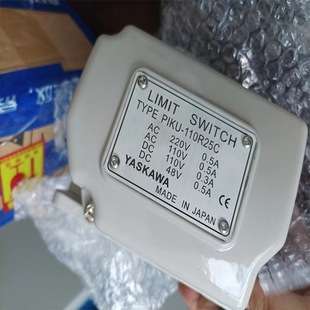 LIMIT SWITCH
TYPE PIKU-110R25C
AC 220V 0.5A
AC 110V 0.5A
DC 110V 0.3A
DC 48V 0.5A
YASKAWA
MADE IN JAPAN CE